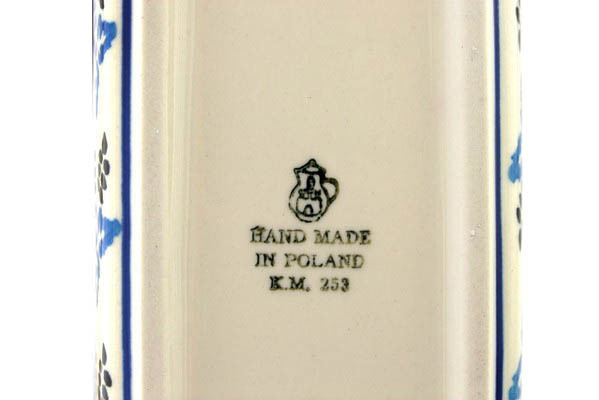 HAND MADE
IN POLAND
K.M. 253